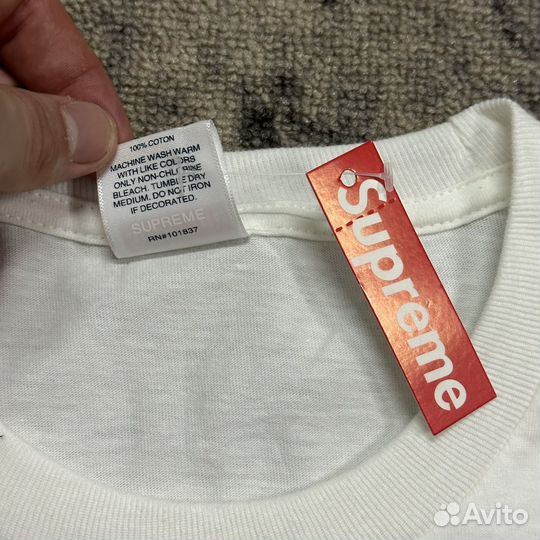 100% COTTON
MACHINE WASH WARM
WITH LIKE COLORS
ONLY NON-CHLORINE
BLEACH. TUMBLE DRY
MEDIUM. DO NOT IRON
IF DECORATED.
SUPREME
RN#101837
Supreme
Avito